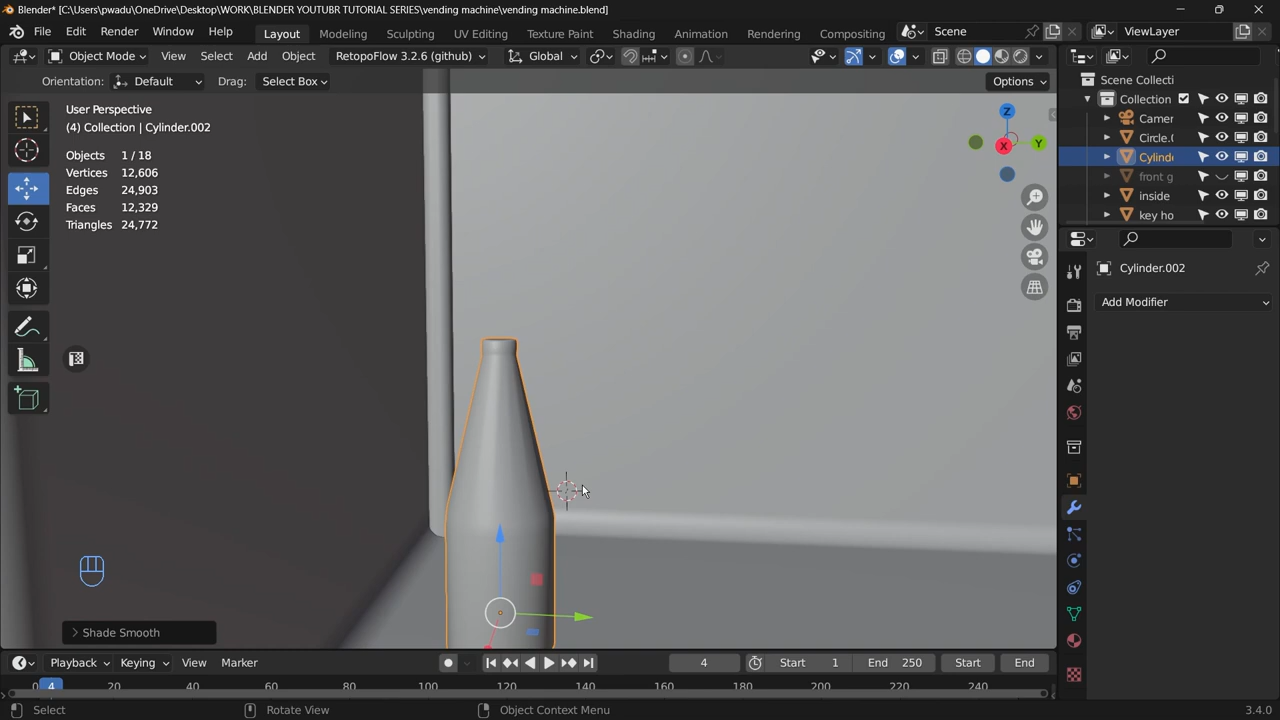 Blender* [C:\Users\pwadu\OneDrive\Desktop\WORK\BLENDER YOUTUBR TUTORIAL SERIES\vending machine\vending machine.blend]
File Edit Render Window Help Layout Modeling Sculpting UV Editing Texture Paint Shading Animation Rendering Compositing Scene ViewLayer
Object Mode View Select Add Object RetopoFlow 3.2.6 (github) Global
Orientation: Default Drag: Select Box Options
User Perspective
(4) Collection | Cylinder.002
Objects 1 / 18
Vertices 12,606
Edges 24,903
Faces 12,329
Triangles 24,772
Z
Y
X
Scene Collecti
Collection
Camer
Circle.(
Cylinde
front g
inside
key ho
Cylinder.002
Add Modifier
Shade Smooth
Playback Keying View Marker 4 Start 1 End 250 Start End
0 4 20 40 60 80 100 120 140 160 180 200 220 240
Select Rotate View Object Context Menu 3.4.0